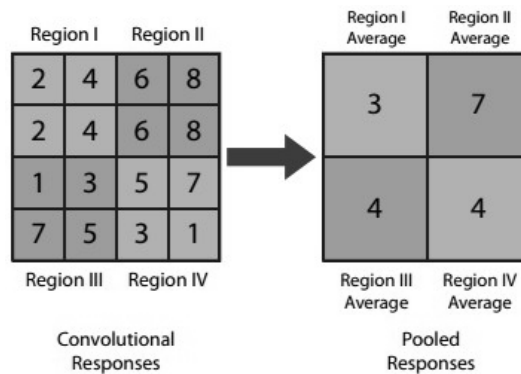 Region I Region II
2 4 6 8
2 4 6 8
1 3 5 7
7 5 3 1
Region III Region IV
Convolutional
Responses
Region I
Average
Region II
Average
3 7
4 4
Region III
Average
Region IV
Average
Pooled
Responses